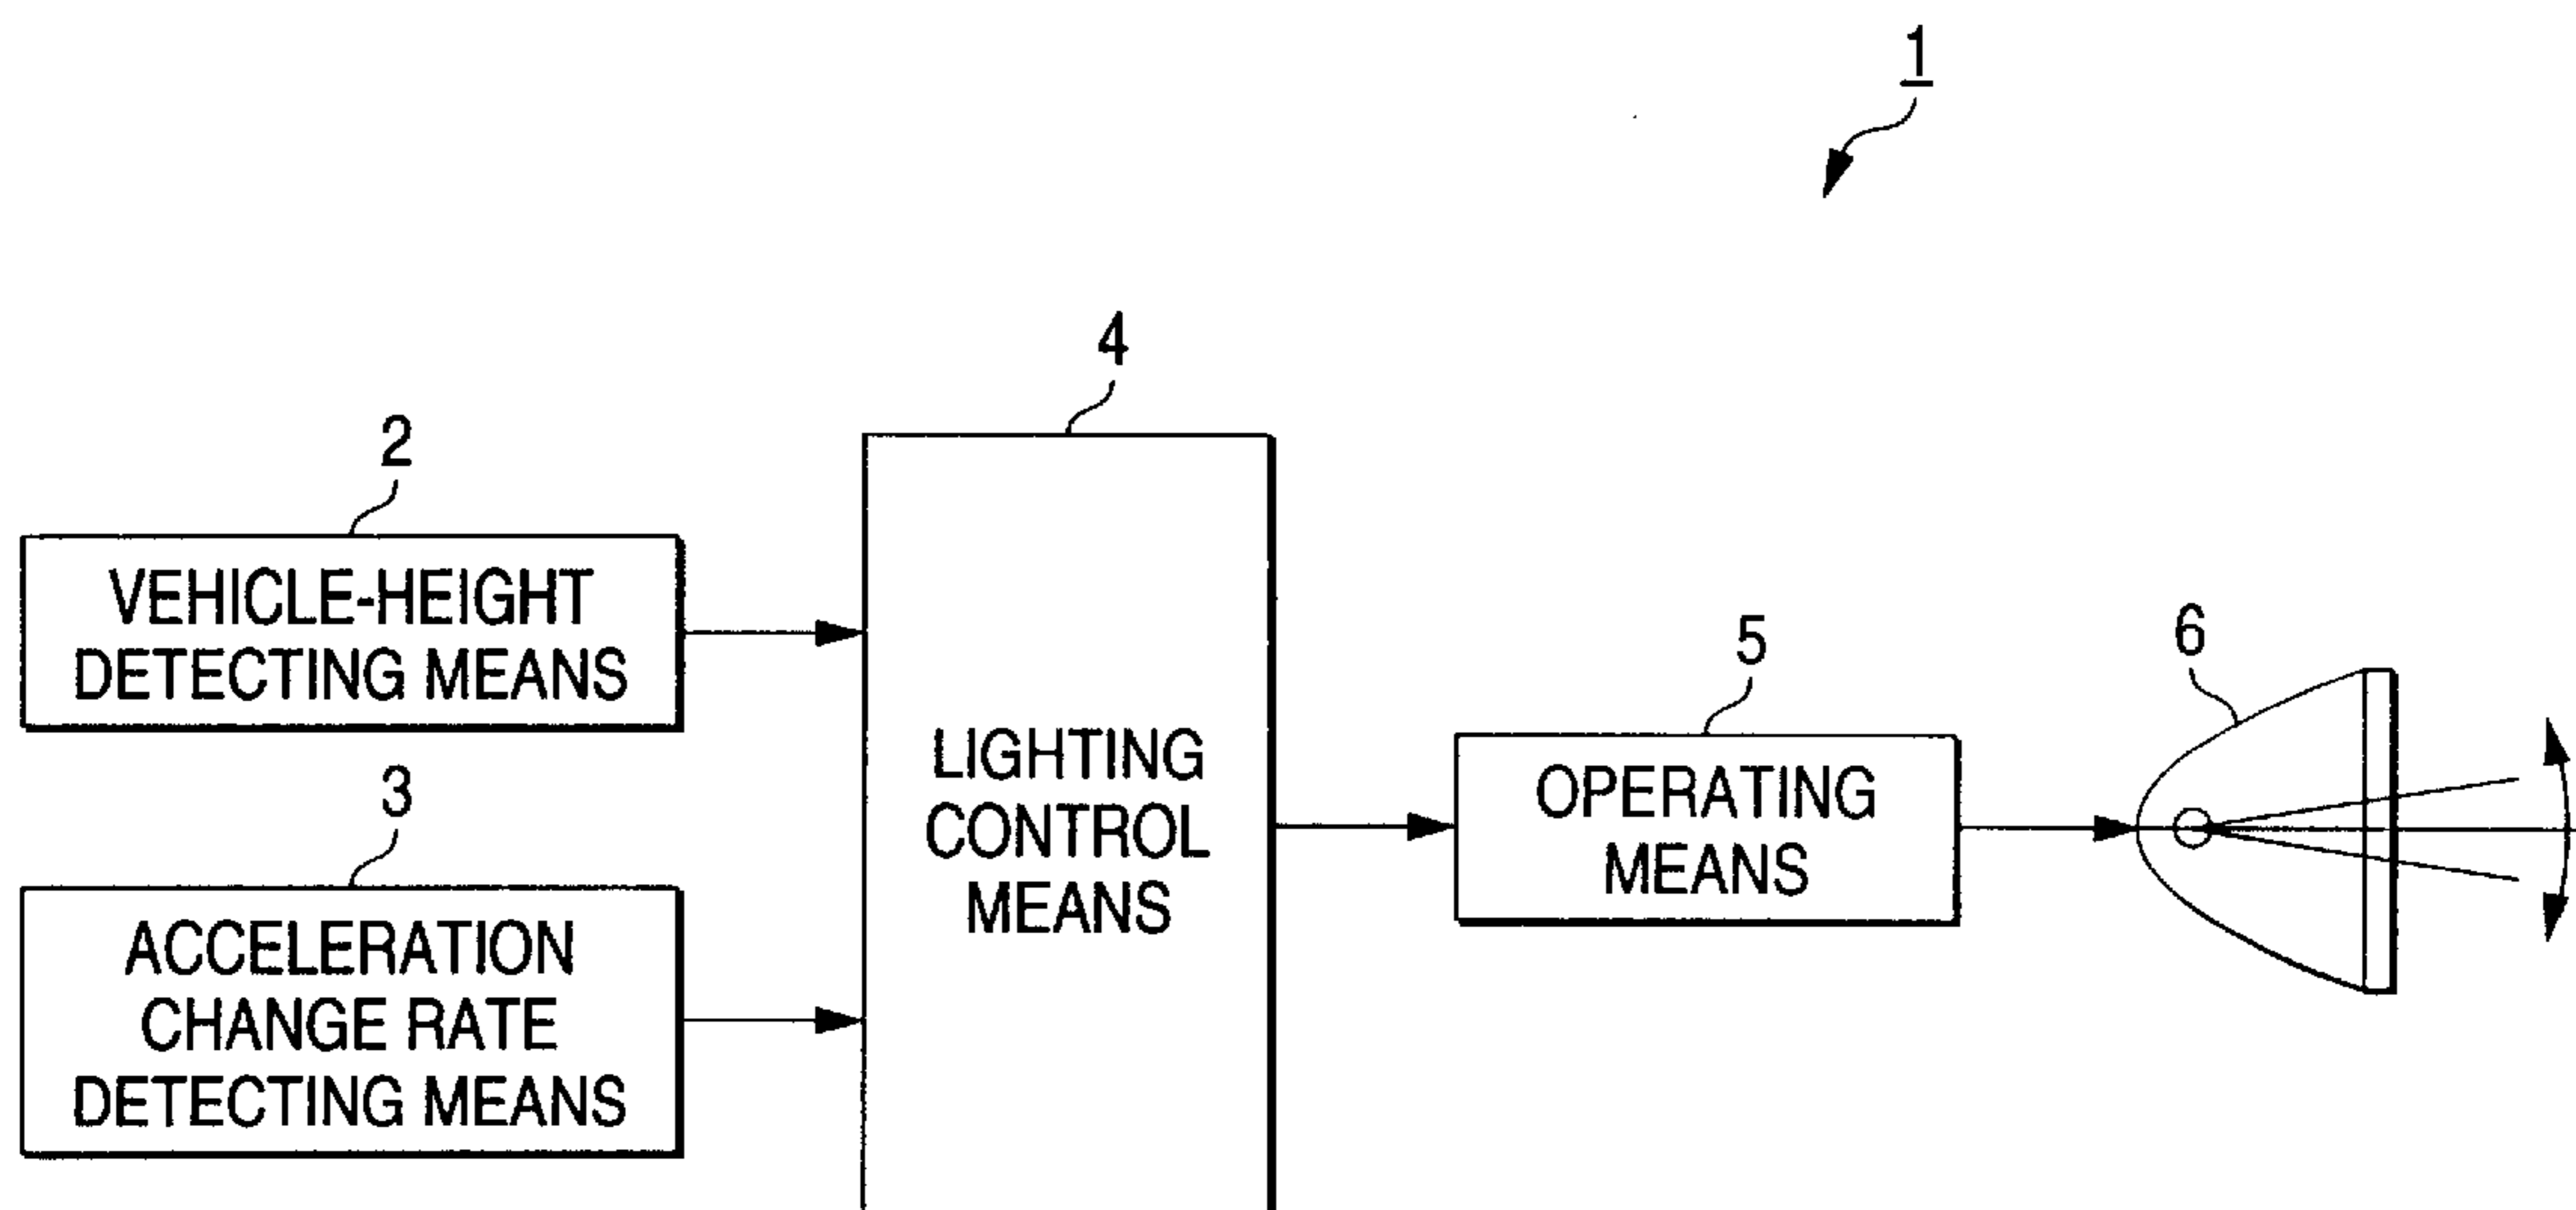 1
4
2
VEHICLE-HEIGHT
DETECTING MEANS
3
ACCELERATION
CHANGE RATE
DETECTING MEANS
LIGHTING
CONTROL
MEANS
5
OPERATING
MEANS
6